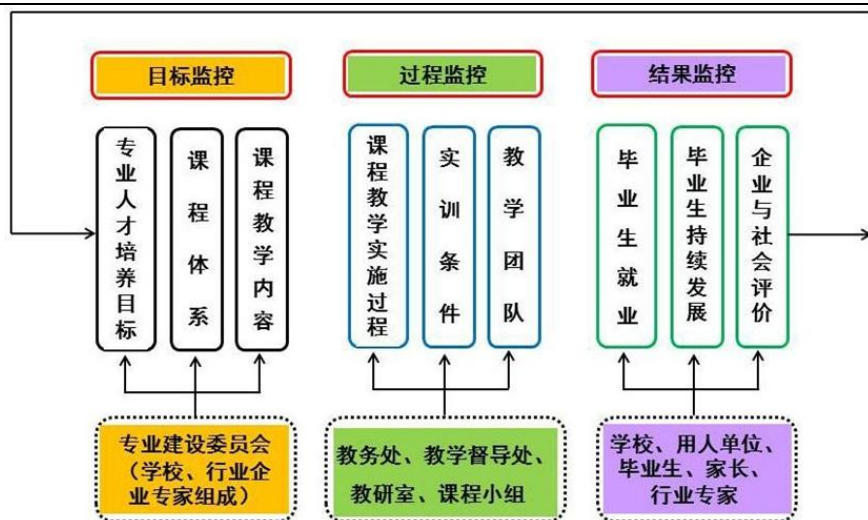 目标监控
过程监控
结果监控
专业人才培养目标
课程体系
课程教学内容
课程教学实施过程
实训条件
教学团队
毕业生就业
毕业生持续发展
企业与社会评价
专业建设委员会
（学校、行业企
业专家组成）
教务处、教学督导处、
教研室、课程小组
学校、用人单位、
毕业生、家长、
行业专家